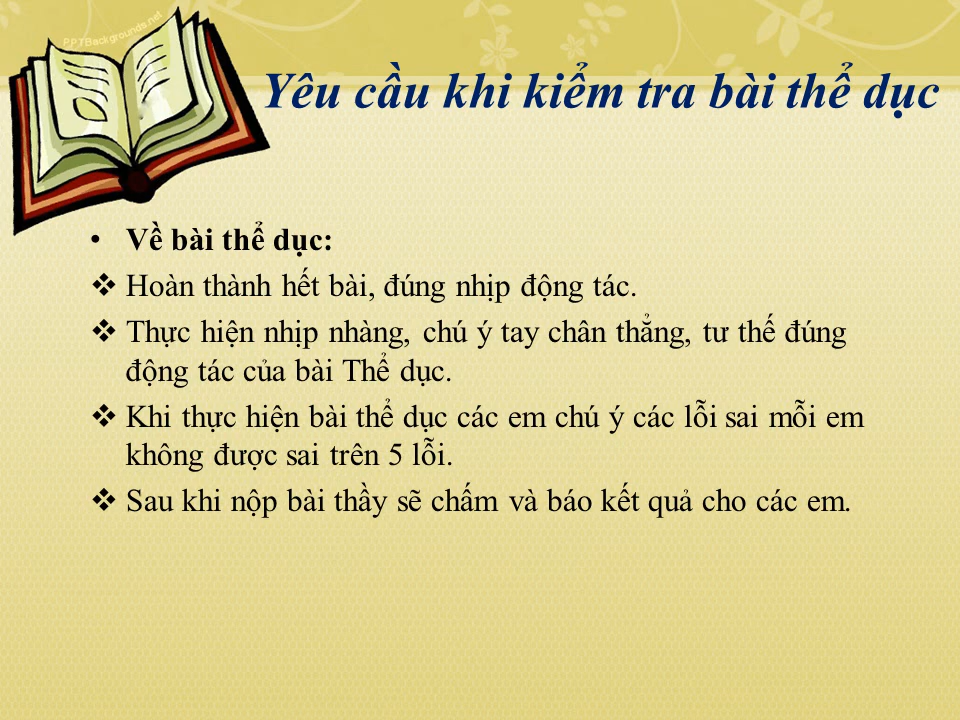 PPTBackgrounds.net
Yêu cầu khi kiểm tra bài thể dục
• Về bài thể dục:
❖ Hoàn thành hết bài, đúng nhịp động tác.
❖ Thực hiện nhịp nhàng, chú ý tay chân thẳng, tư thế đúng
động tác của bài Thể dục.
❖ Khi thực hiện bài thể dục các em chú ý các lỗi sai mỗi em
không được sai trên 5 lỗi.
❖ Sau khi nộp bài thầy sẽ chấm và báo kết quả cho các em.